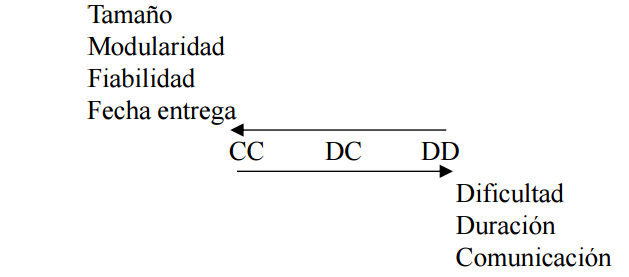 Tamaño
Modularidad
Fiabilidad
Fecha entrega
CC DC DD
Dificultad
Duración
Comunicación